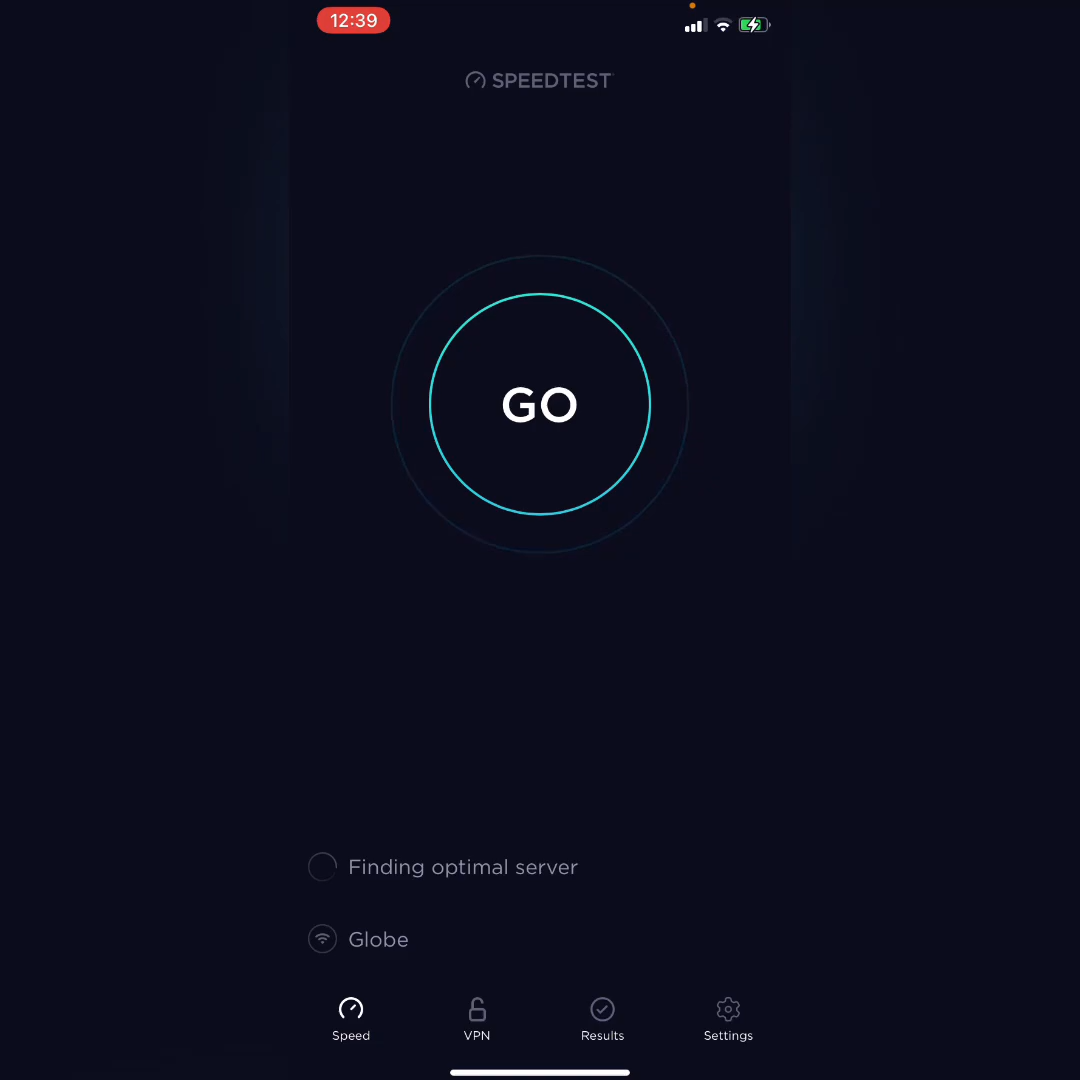 12:39
SPEEDTEST
GO
Finding optimal server
Globe
Speed VPN Results Settings